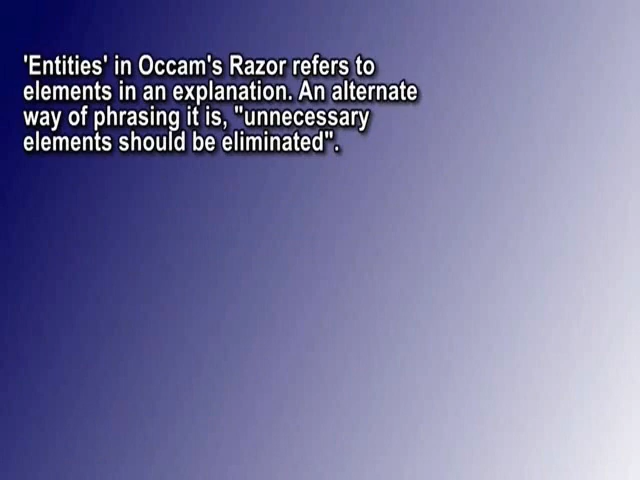 'Entities' in Occam's Razor refers to
elements in an explanation. An alternate
way of phrasing it is, "unnecessary
elements should be eliminated".